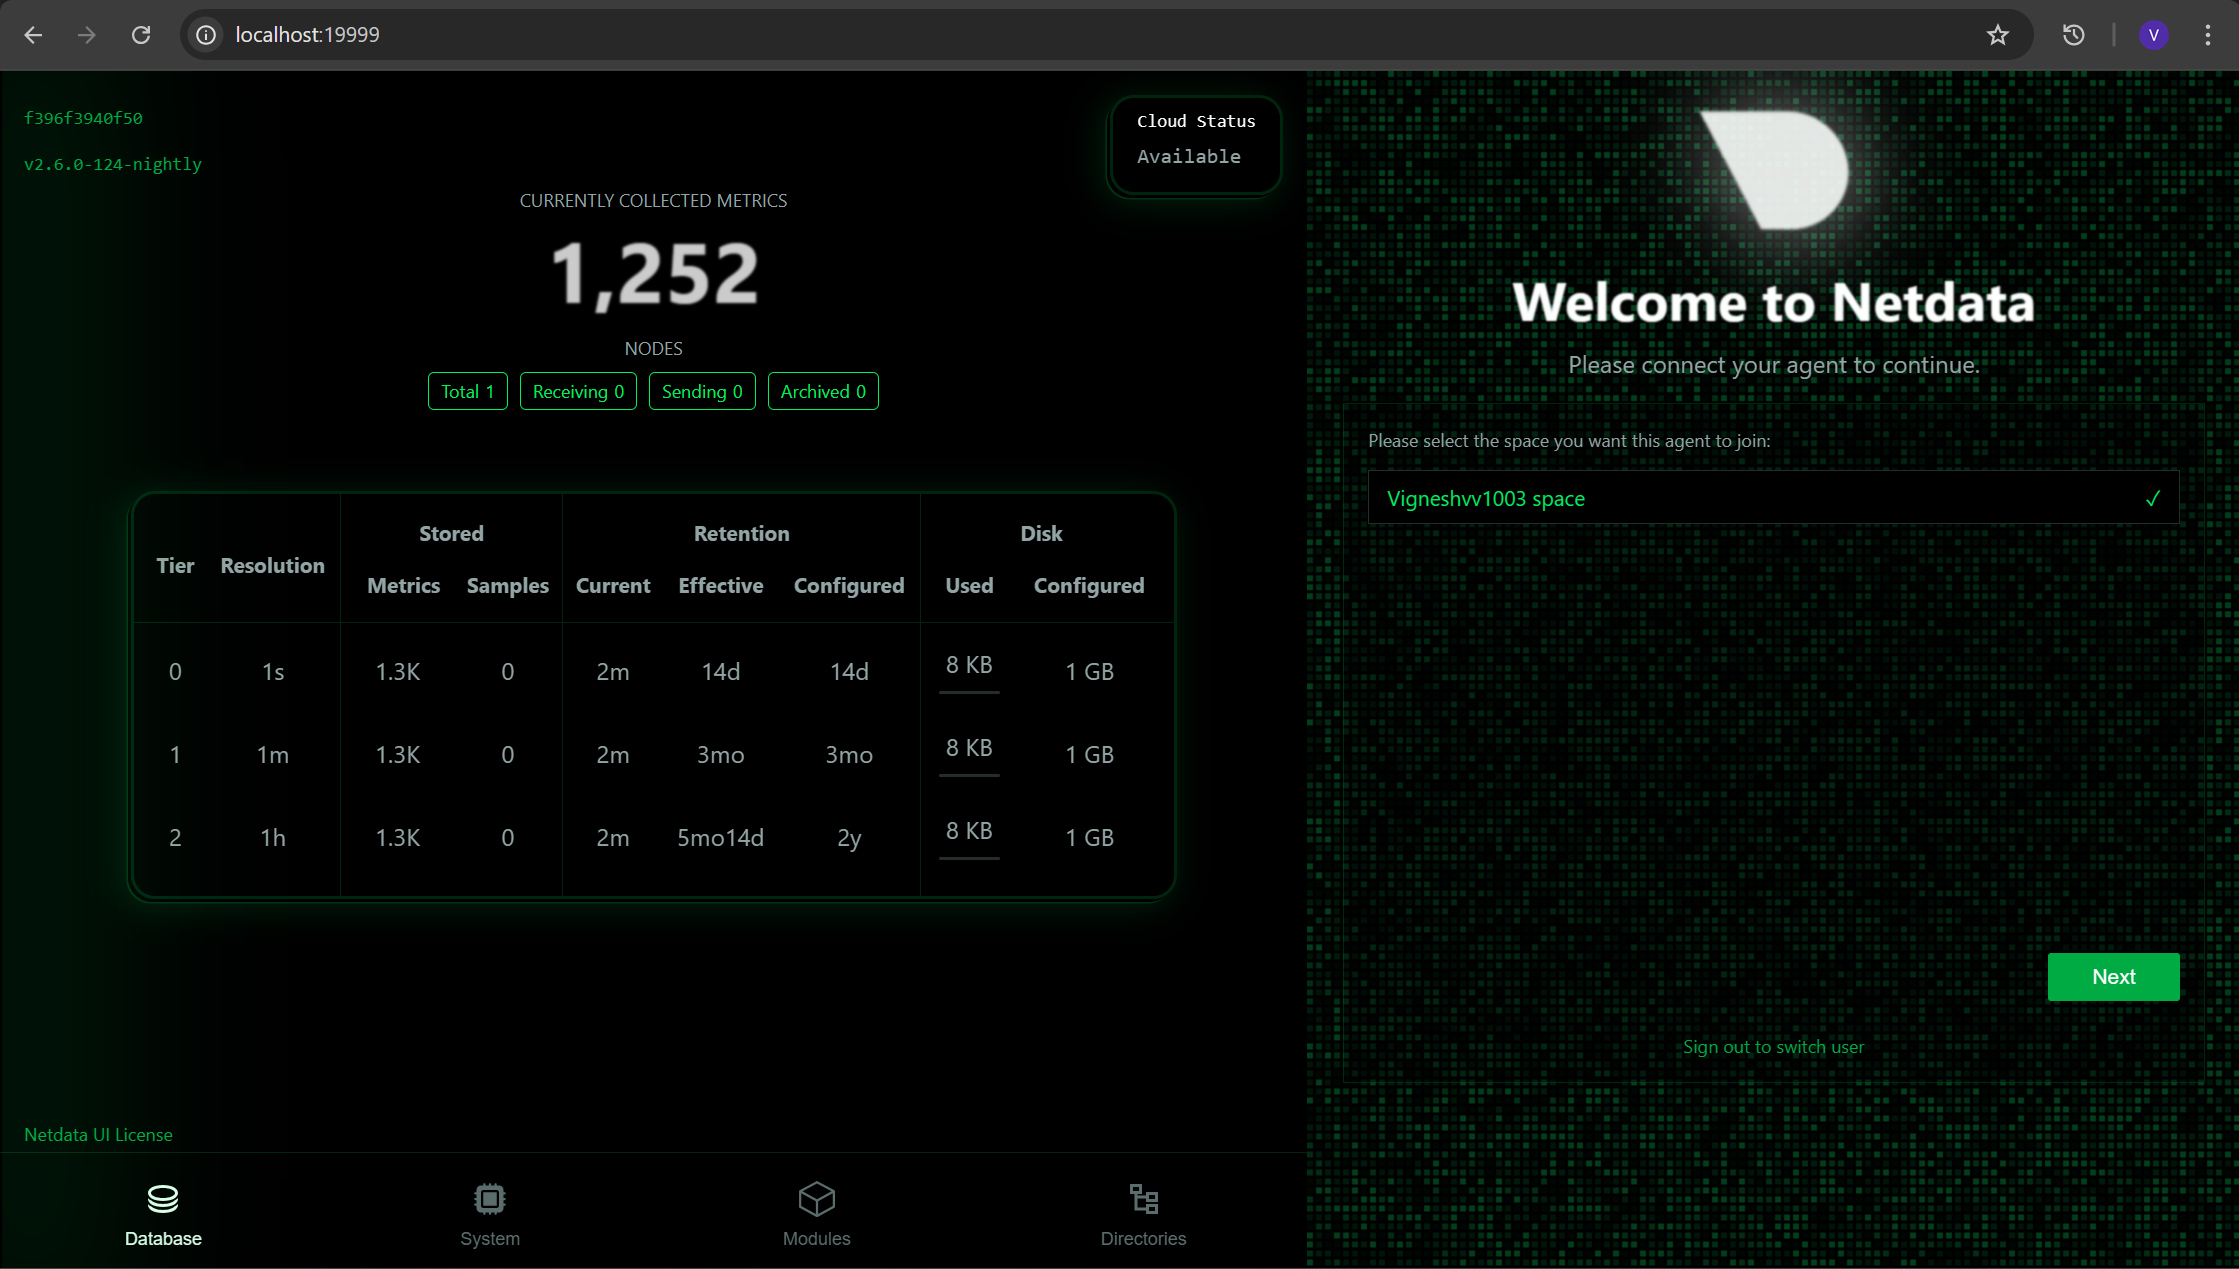 localhost:19999
V
f396f3940f50
v2.6.0-124-nightly
Cloud Status
Available
CURRENTLY COLLECTED METRICS
1,252
NODES
Total 1 Receiving 0 Sending 0 Archived 0
Stored Retention Disk
Tier Resolution Metrics Samples Current Effective Configured Used Configured
0 1s 1.3K 0 2m 14d 14d 8 KB 1 GB
1 1m 1.3K 0 2m 3mo 3mo 8 KB 1 GB
2 1h 1.3K 0 2m 5mo14d 2y 8 KB 1 GB
Netdata UI License
Database System Modules Directories
Welcome to Netdata
Please connect your agent to continue.
Please select the space you want this agent to join:
Vigneshvv1003 space
Next
Sign out to switch user